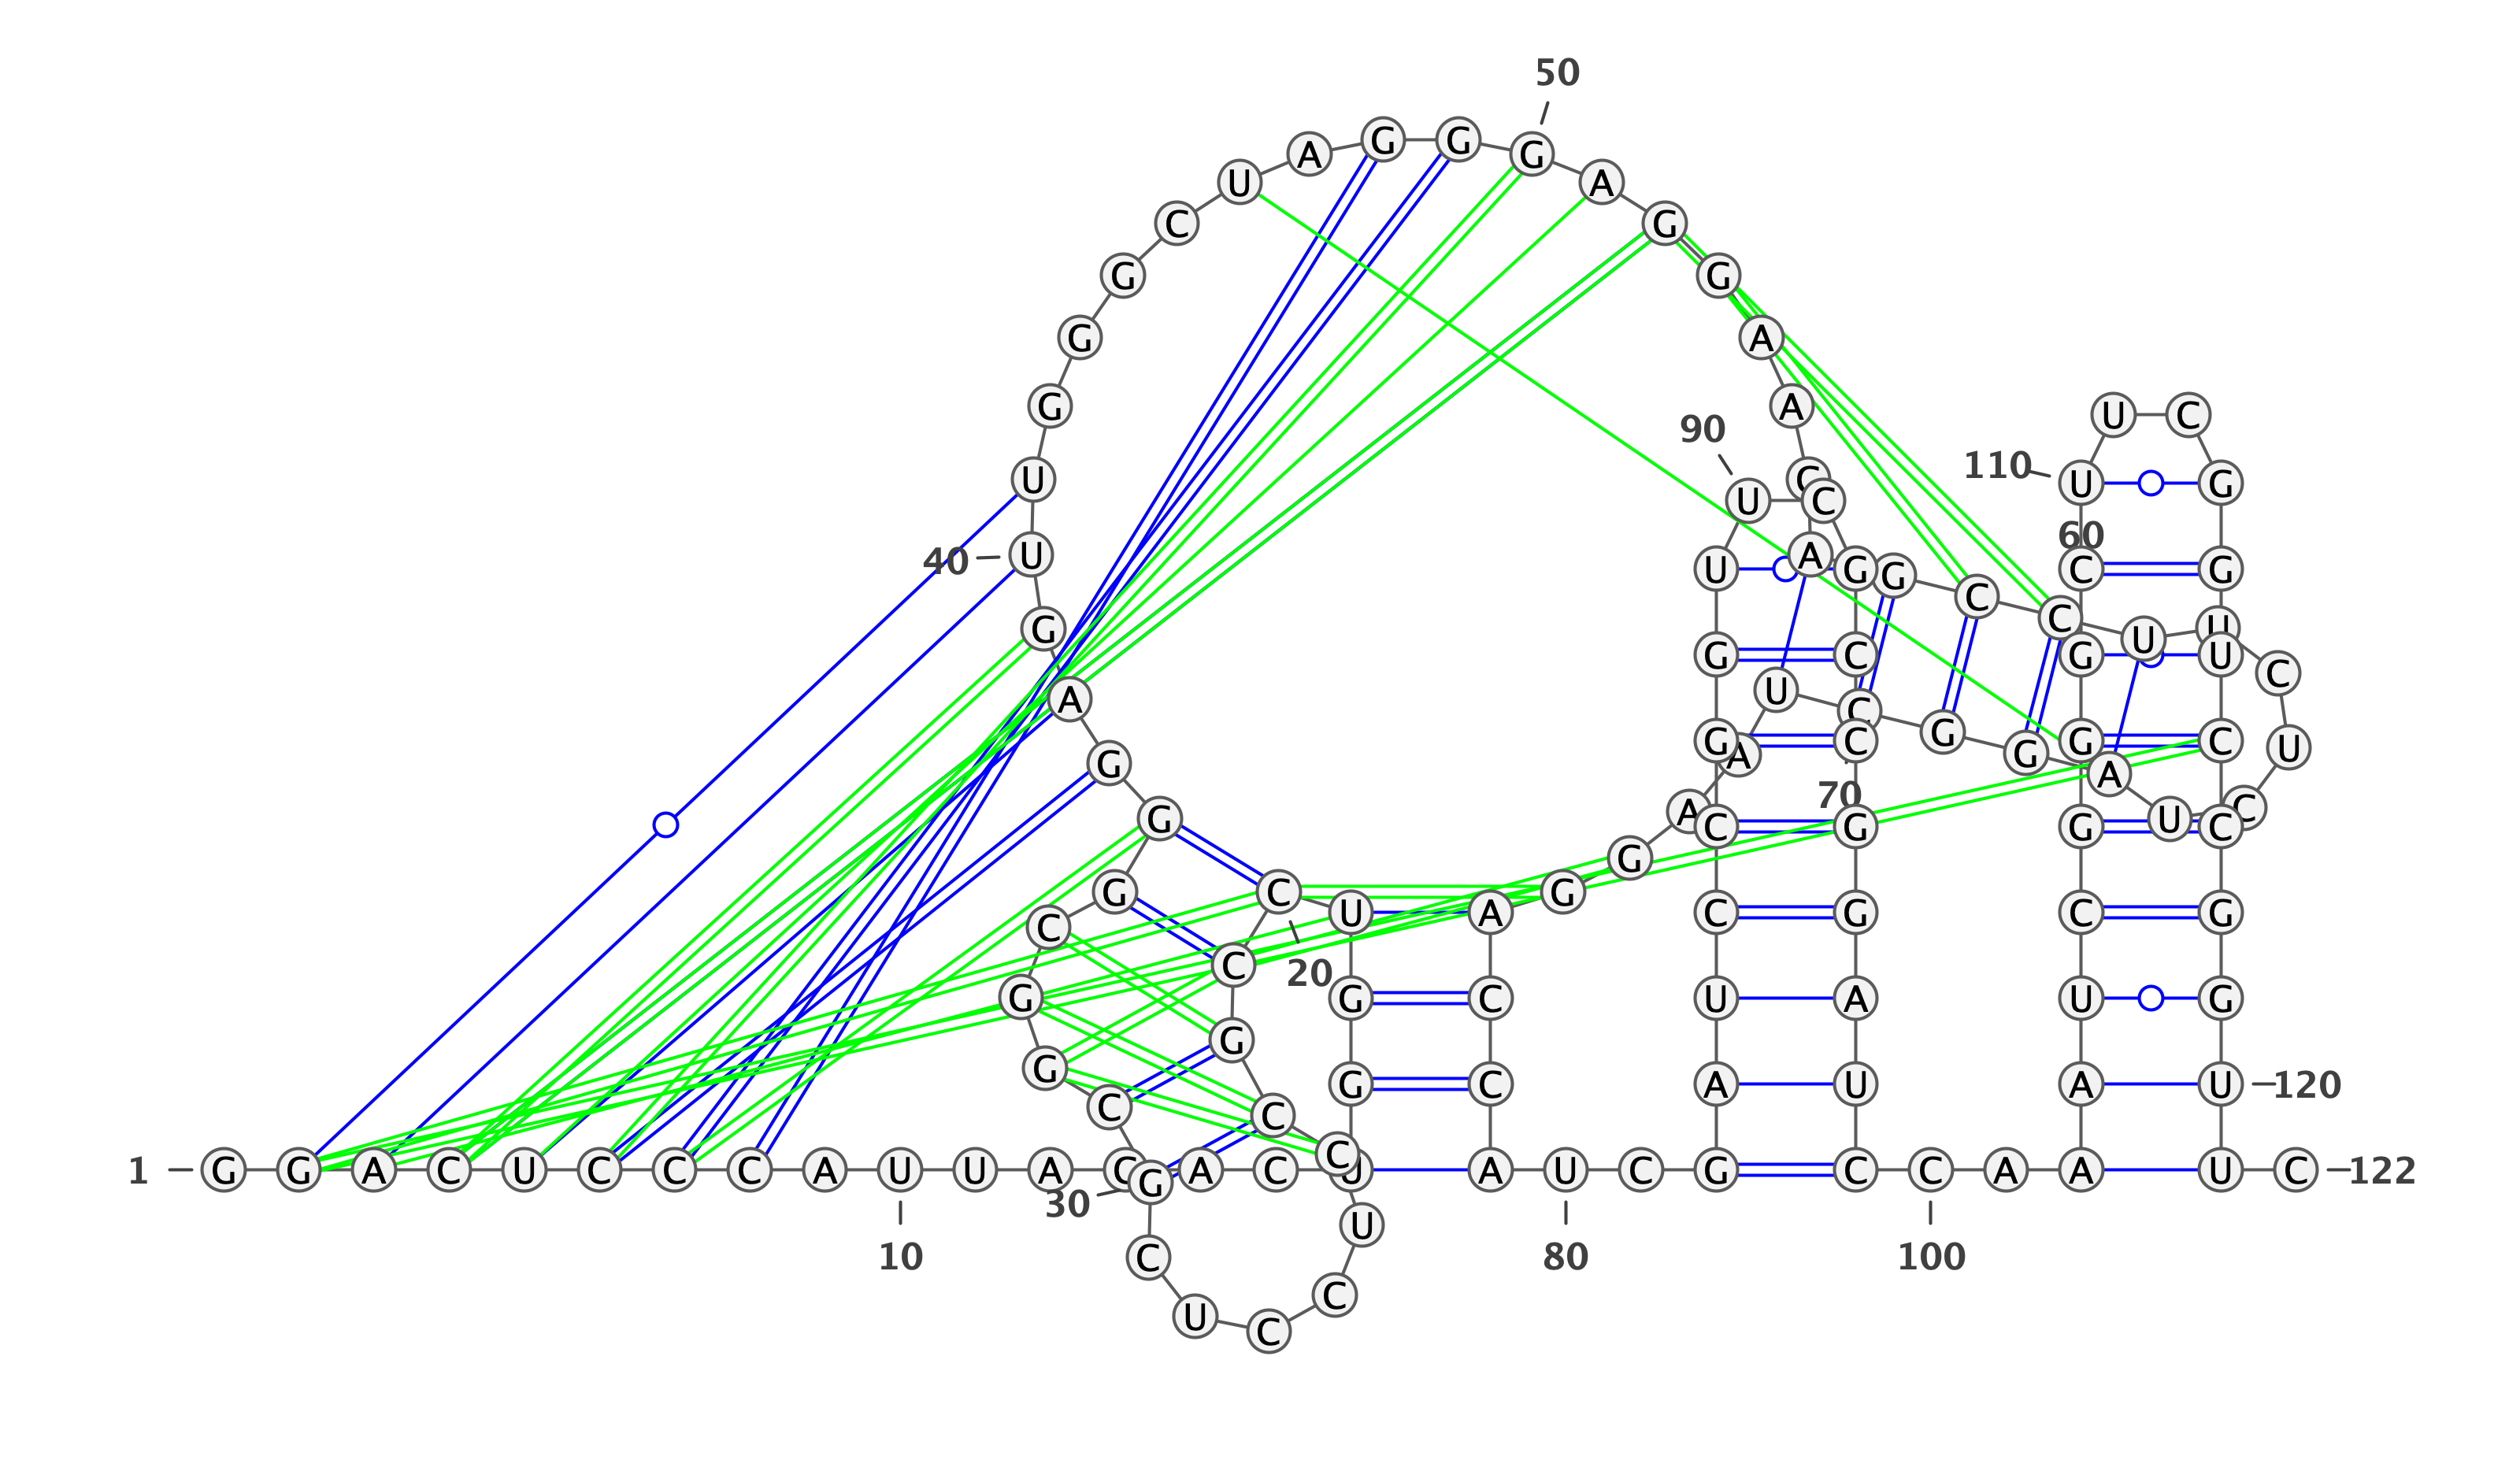 50
A G G G
U A
C G
G G
G A
G A U C
90
110 U C U G
U C
60
40 U A U G G C G
C
G C U U
G C G U C
A U C
G G A C G G G C U
A
70
G A C G G U C C
G
G C G
C U A C G C G
C 20
G G C U A U G
G
G G C A U A U 120
C C
C
1 G G A C U C C C A U U A C A C U A U C G C C A A U C 122
30 G
U
10 C 80 100
C
U C